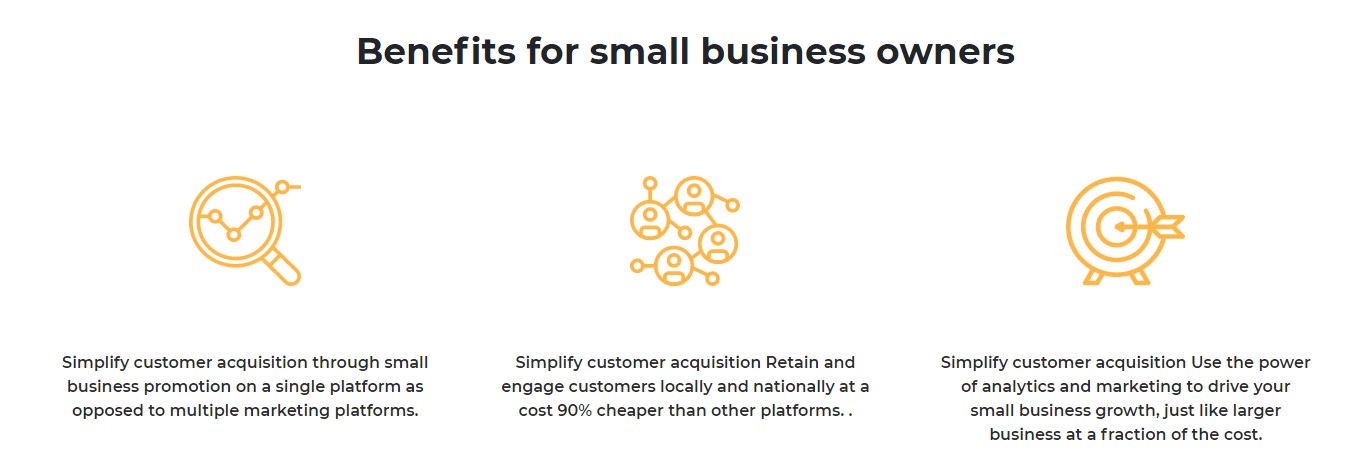 Benefits for small business owners
Simplify customer acquisition through small
business promotion on a single platform as
opposed to multiple marketing platforms.
Simplify customer acquisition Retain and
engage customers locally and nationally at a
cost 90% cheaper than other platforms. .
Simplify customer acquisition Use the power
of analytics and marketing to drive your
small business growth, just like larger
business at a fraction of the cost.